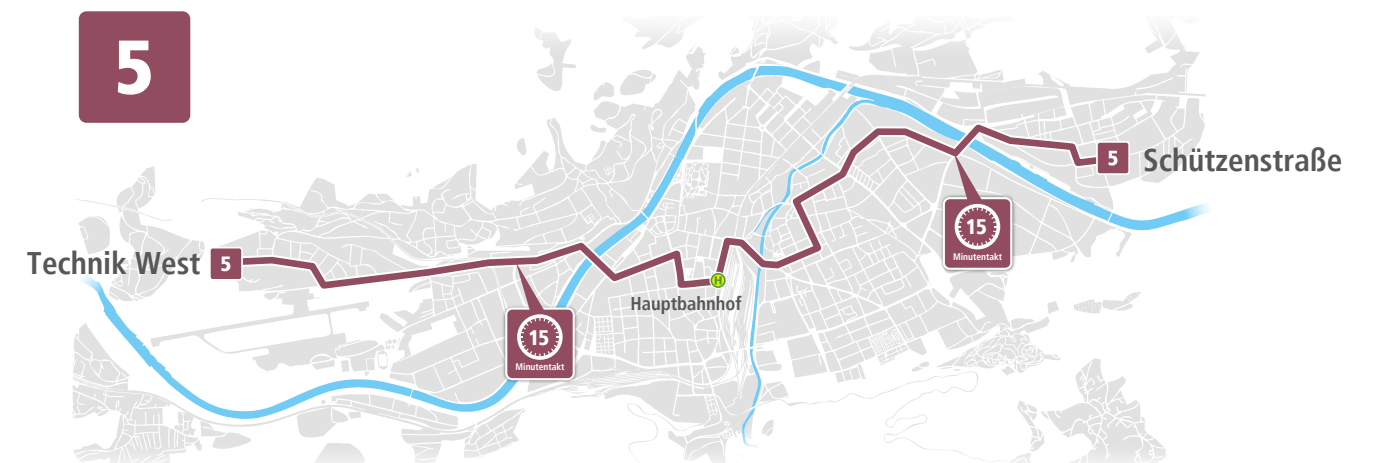 5
5 Schützenstraße
15
Minutentakt
Technik West 5
H
Hauptbahnhof
15
Minutentakt